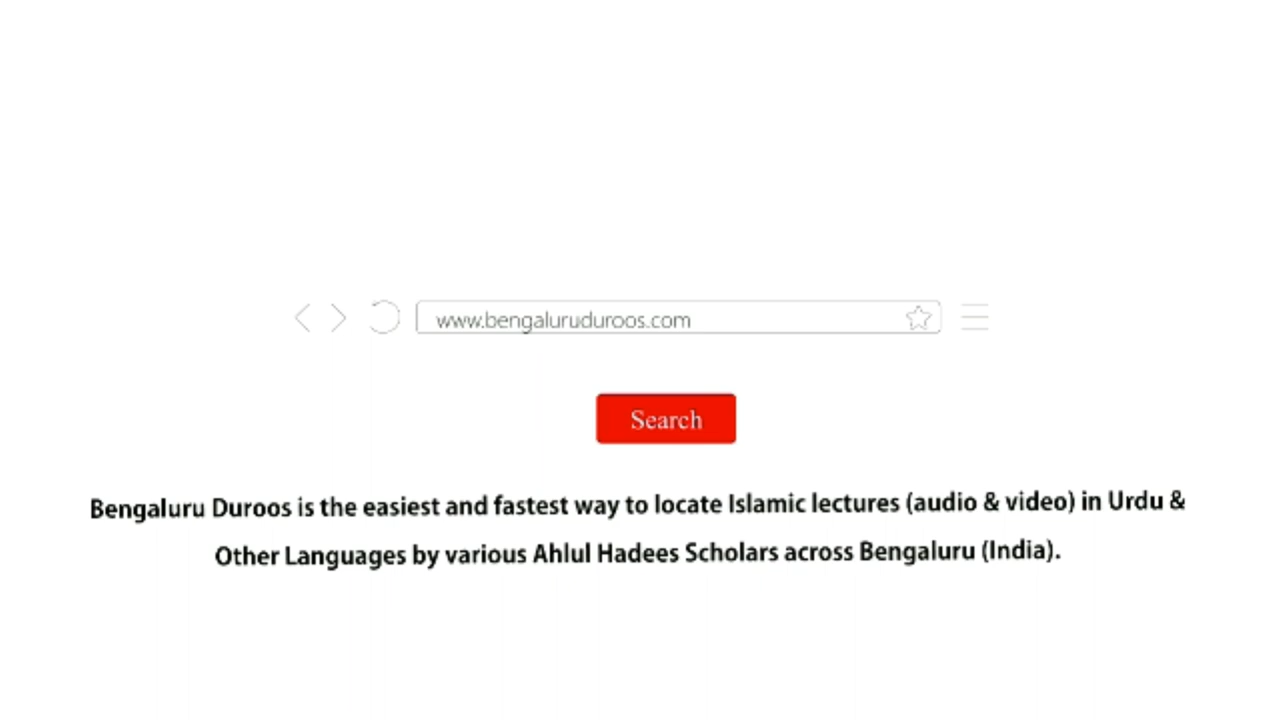 www.bengaluruduroos.com
Search
Bengaluru Duroos is the easiest and fastest way to locate Islamic lectures (audio & video) in Urdu &
Other Languages by various Ahlul Hadees Scholars across Bengaluru (India).